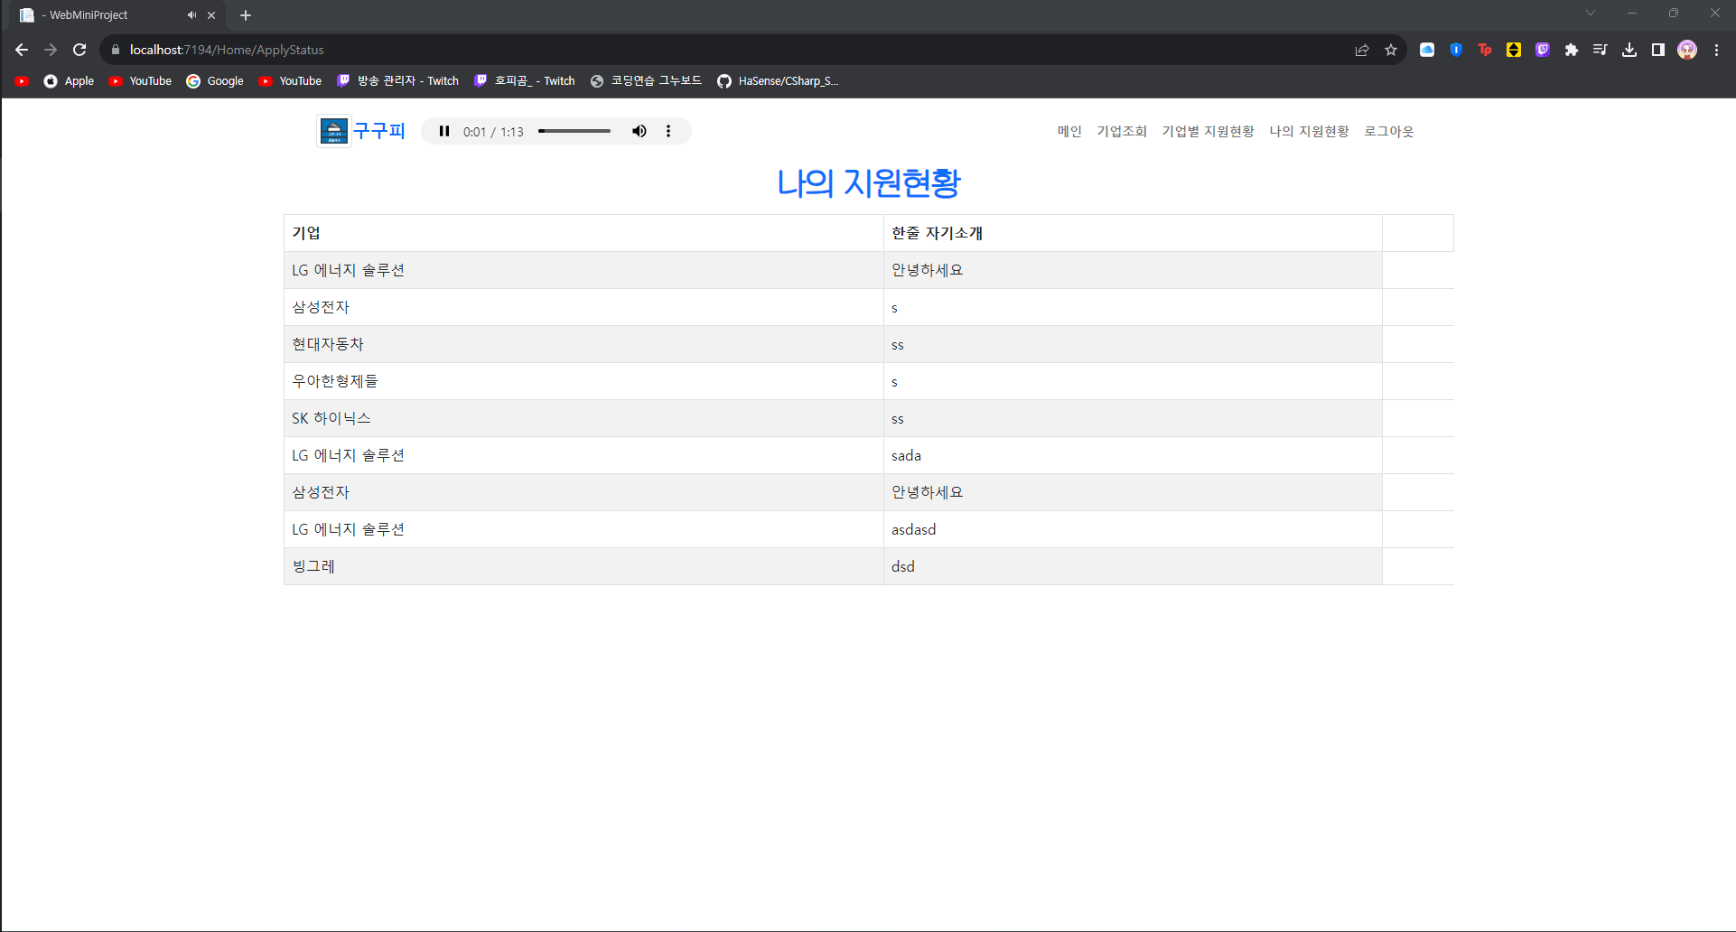 - WebMiniProject
localhost:7194/Home/ApplyStatus
Apple YouTube Google YouTube 방송 관리자 - Twitch 호피곰_ - Twitch 코딩연습 그누보드 HaSense/CSharp_S...
구구피 0:01 / 1:13 메인 기업조회 기업별 지원현황 나의 지원현황 로그아웃
나의 지원현황
기업 한줄 자기소개
LG 에너지 솔루션 안녕하세요
삼성전자 s
현대자동차 ss
우아한형제들 s
SK 하이닉스 ss
LG 에너지 솔루션 sada
삼성전자 안녕하세요
LG 에너지 솔루션 asdasd
빙그레 dsd